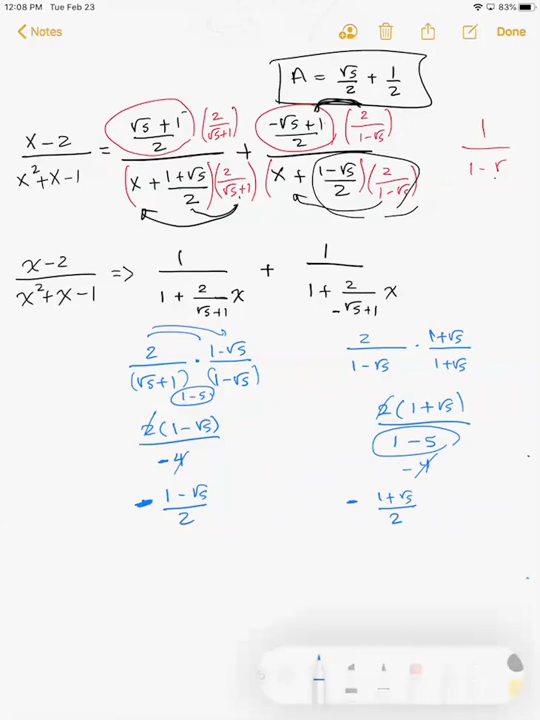 12:08 PM Tue Feb 23 83%
Notes Done
A = √5/2 + 1/2
(x-2)/(x²+x-1) = ((√5+1)/2 (2/(√5+1)))/((x + (1+√5)/2)(2/(√5+1))) + ((-√5+1)/2 (2/(1-√5)))/((x + (1-√5)/2)(2/(1-√5))) 1/(1-r)
(x-2)/(x²+x-1) => 1/(1 + 2/(√5+1) x) + 1/(1 + 2/(-√5+1) x)
2/(√5+1) · (1-√5)/(1-√5) 2/(1-√5) · (1+√5)/(1+√5)
1-5
2(1-√5)/-4 2(1+√5)/(1-5)
-4
- (1-√5)/2 - (1+√5)/2